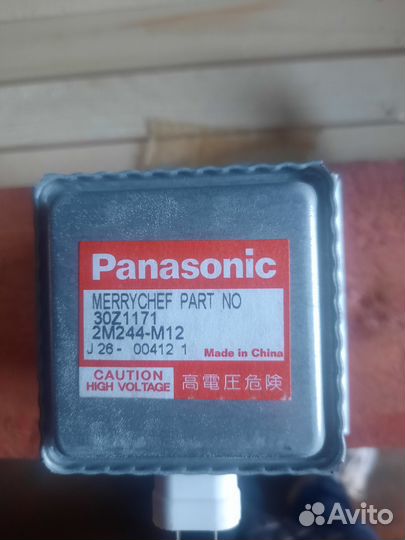 Panasonic
MERRYCHEF PART NO
30Z1171
2M244-M12
J 26- 00412 1 Made in China
CAUTION
HIGH VOLTAGE
高電圧危険
Avito